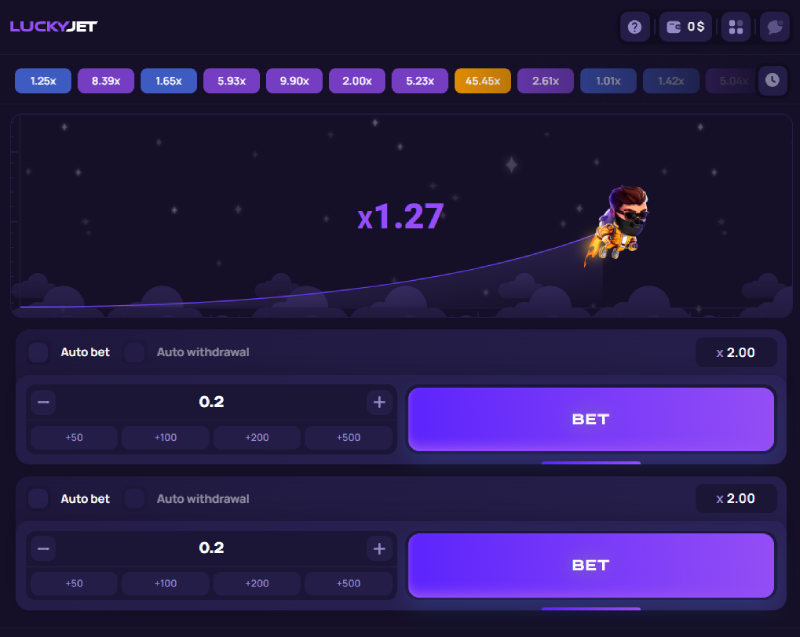 LUCKYJET
? 0 $
1.25x 8.39x 1.65x 5.93x 9.90x 2.00x 5.23x 45.45x 2.61x 1.01x 1.42x 5.04x
x1.27
Auto bet Auto withdrawal x 2.00
− 0.2 +
BET
+50 +100 +200 +500
Auto bet Auto withdrawal x 2.00
− 0.2 +
BET
+50 +100 +200 +500